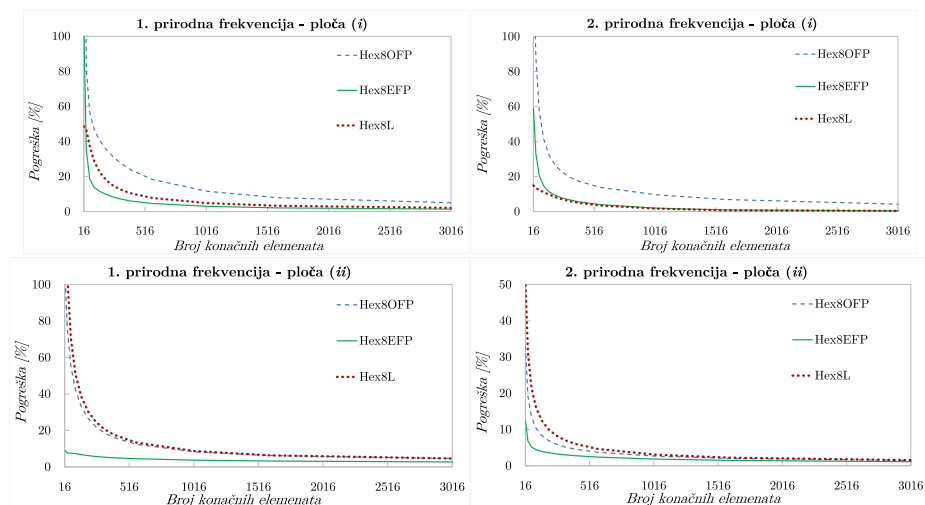 1. prirodna frekvencija - ploča (i)
100
80
60
40
20
0
Pogreška [%]
Hex8OFP
Hex8EFP
Hex8L
16 516 1016 1516 2016 2516 3016
Broj konačnih elemenata
2. prirodna frekvencija - ploča (i)
100
80
60
40
20
0
Pogreška [%]
Hex8OFP
Hex8EFP
Hex8L
16 516 1016 1516 2016 2516 3016
Broj konačnih elemenata
1. prirodna frekvencija - ploča (ii)
100
80
60
40
20
0
Pogreška [%]
Hex8OFP
Hex8EFP
Hex8L
16 516 1016 1516 2016 2516 3016
Broj konačnih elemenata
2. prirodna frekvencija - ploča (ii)
50
40
30
20
10
0
Pogreška [%]
Hex8OFP
Hex8EFP
Hex8L
16 516 1016 1516 2016 2516 3016
Broj konačnih elemenata